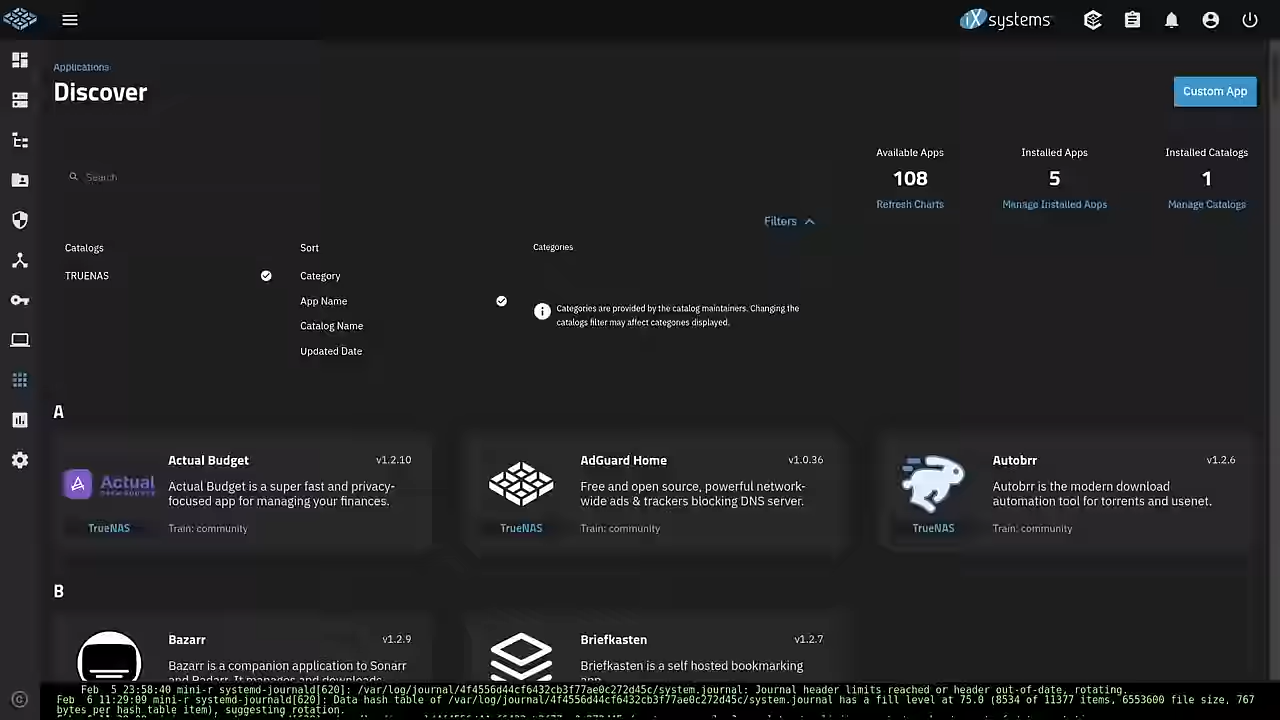 iX systems
Applications
Discover
Custom App
Available Apps
Installed Apps
Installed Catalogs
108
5
1
Search
Refresh Charts
Manage Installed Apps
Manage Catalogs
Filters
Catalogs
Sort
Categories
TRUENAS
Category
App Name
Categories are provided by the catalog maintainers. Changing the
catalogs filter may affect categories displayed.
Catalog Name
Updated Date
A
Actual Budget
v1.2.10
Actual
Actual Budget is a super fast and privacy-
focused app for managing your finances.
TrueNAS
Train: community
AdGuard Home
v1.0.36
Free and open source, powerful network-
wide ads & trackers blocking DNS server.
TrueNAS
Train: community
Autobrr
v1.2.6
Autobrr is the modern download
automation tool for torrents and usenet.
TrueNAS
Train: community
B
Bazarr
v1.2.9
Bazarr is a companion application to Sonarr
and Radarr. It manages and downloads
Briefkasten
v1.2.7
Briefkasten is a self hosted bookmarking
app
Feb 5 23:58:40 mini-r systemd-journald[620]: /var/log/journal/4f4556d44cf6432cb3f77ae0c272d45c/system.journal: Journal header limits reached or header out-of-date, rotating.
Feb 6 11:29:09 mini-r systemd-journald[620]: Data hash table of /var/log/journal/4f4556d44cf6432cb3f77ae0c272d45c/system.journal has a fill level at 75.0 (8534 of 11377 items, 6553600 file size, 767
bytes per hash table item), suggesting rotation.